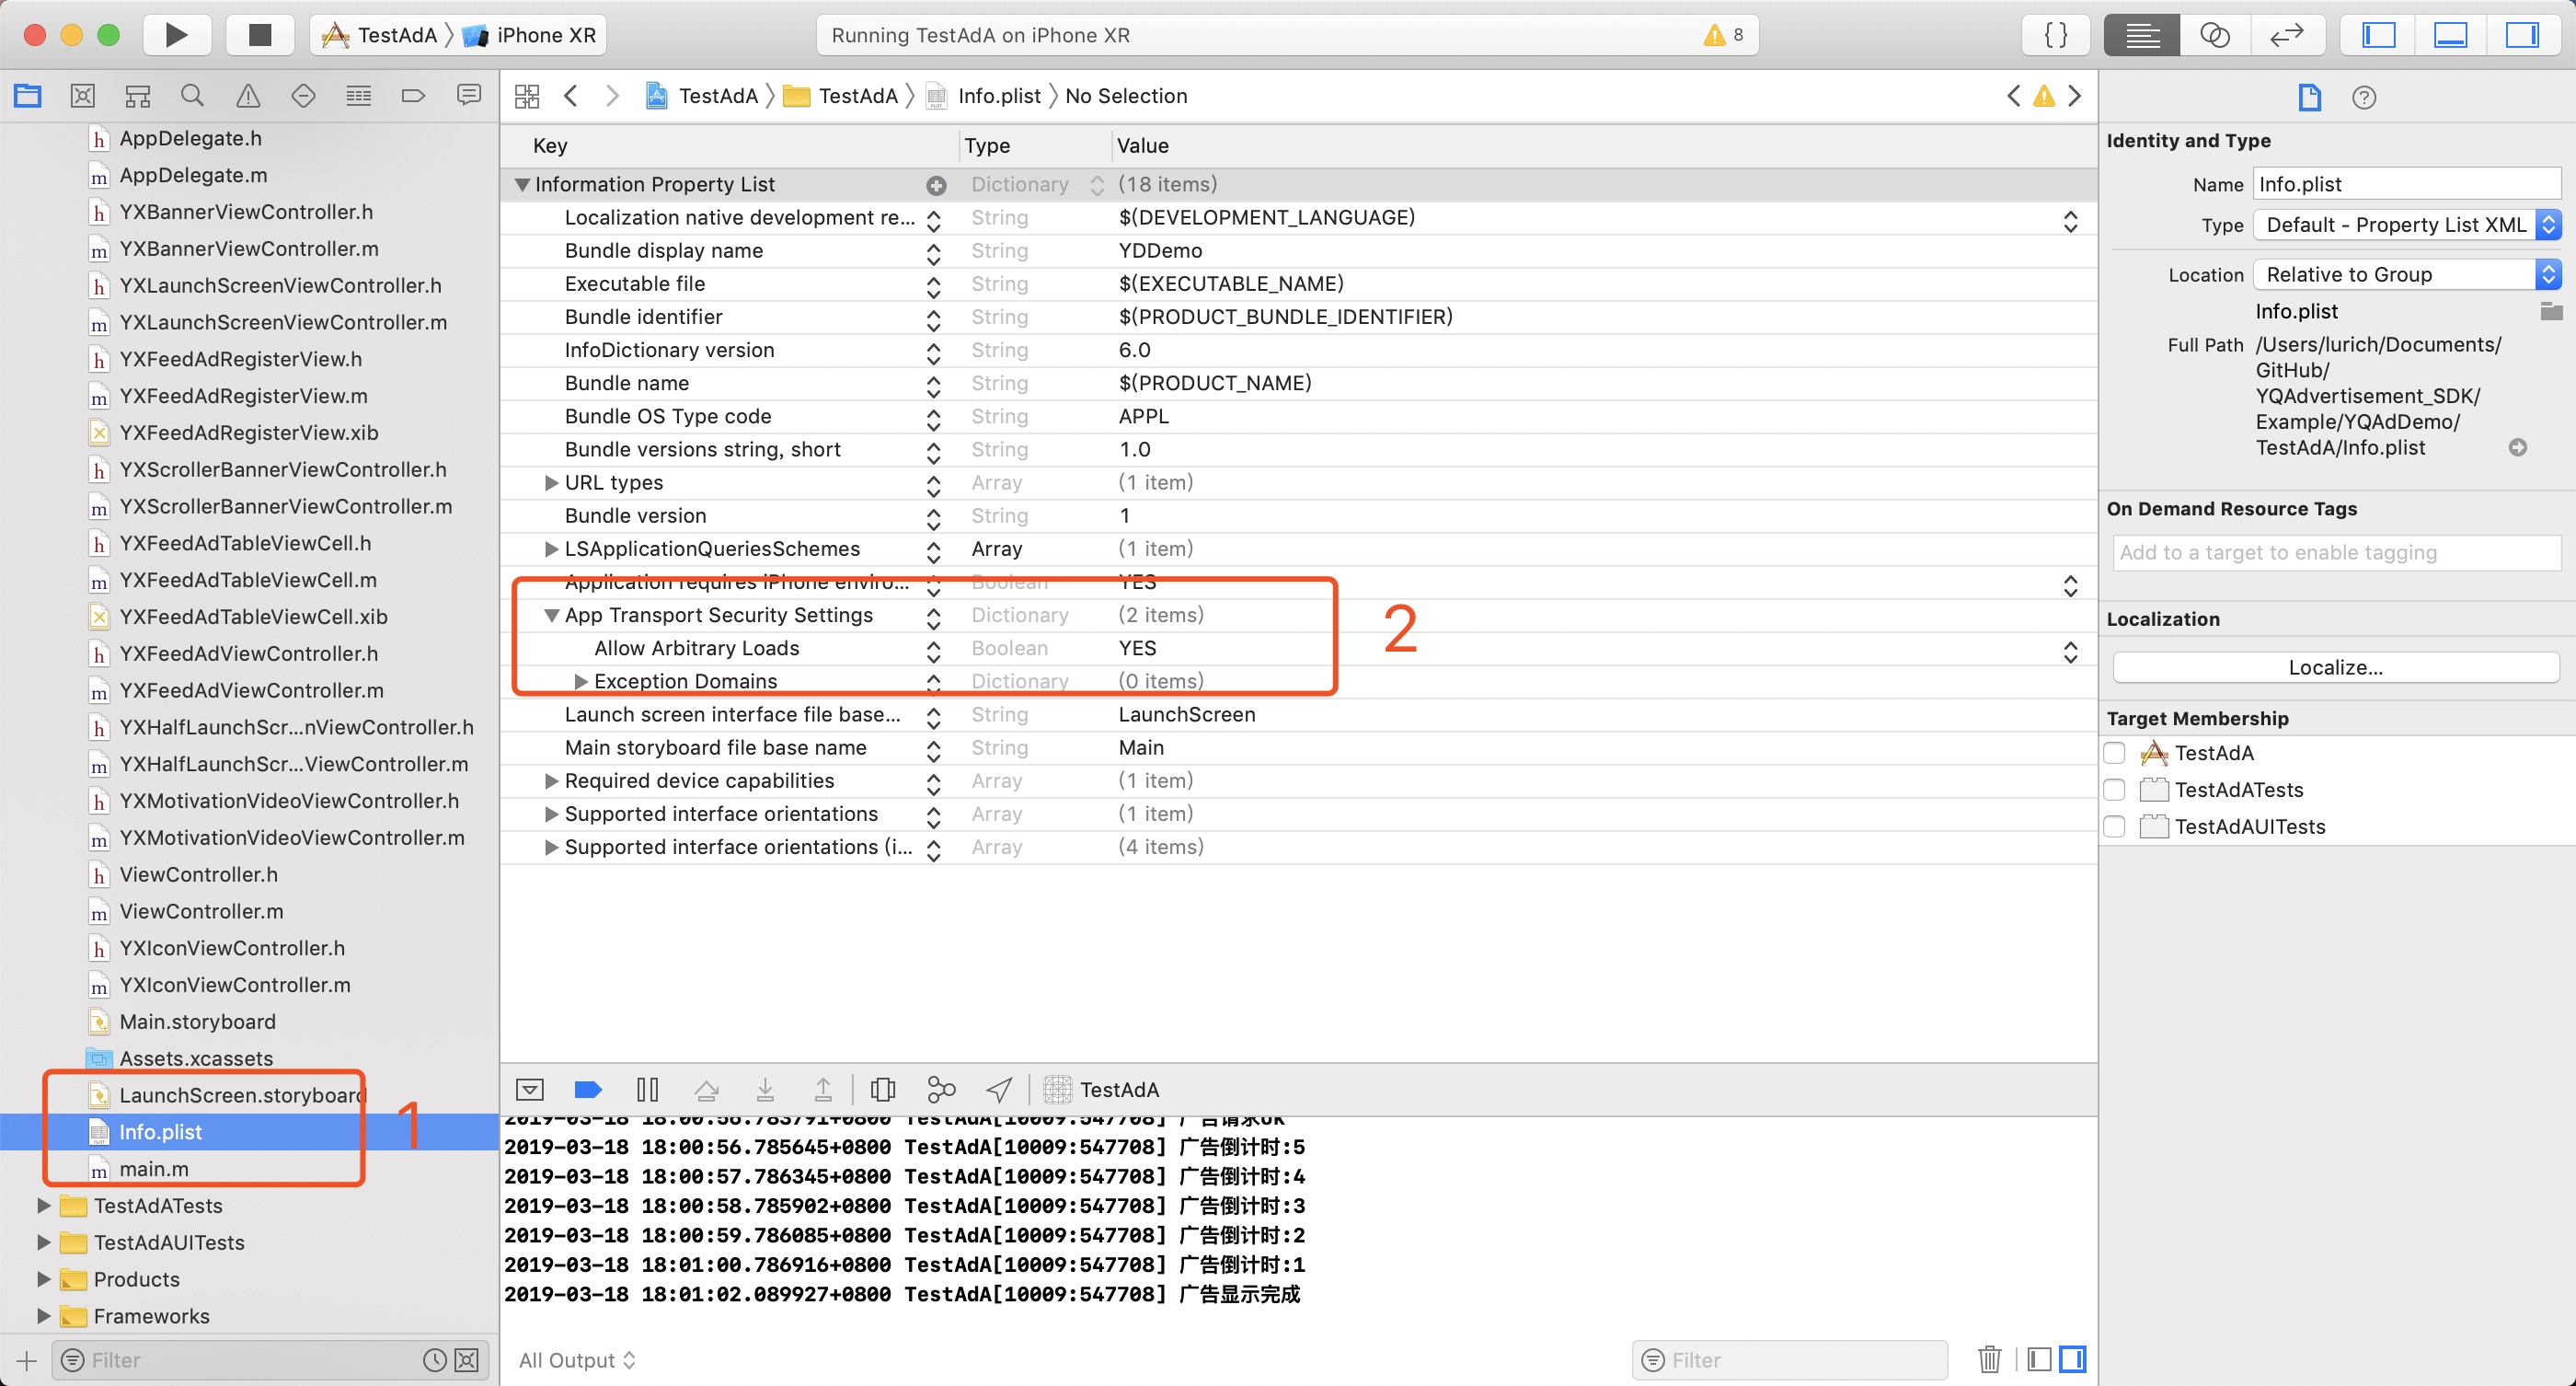 TestAdA iPhone XR
Running TestAdA on iPhone XR
8
TestAdA TestAdA Info.plist No Selection
AppDelegate.h
AppDelegate.m
YXBannerViewController.h
YXBannerViewController.m
YXLaunchScreenViewController.h
YXLaunchScreenViewController.m
YXFeedAdRegisterView.h
YXFeedAdRegisterView.m
YXFeedAdRegisterView.xib
YXScrollerBannerViewController.h
YXScrollerBannerViewController.m
YXFeedAdTableViewCell.h
YXFeedAdTableViewCell.m
YXFeedAdTableViewCell.xib
YXFeedAdViewController.h
YXFeedAdViewController.m
YXHalfLaunchScr...nViewController.h
YXHalfLaunchScr...ViewController.m
YXMotivationVideoViewController.h
YXMotivationVideoViewController.m
ViewController.h
ViewController.m
YXIconViewController.h
YXIconViewController.m
Main.storyboard
Assets.xcassets
LaunchScreen.storyboard
Info.plist
main.m
1
TestAdATests
TestAdAUITests
Products
Frameworks
Filter
Key Type Value
Information Property List Dictionary (18 items)
Localization native development re... String $(DEVELOPMENT_LANGUAGE)
Bundle display name String YDDemo
Executable file String $(EXECUTABLE_NAME)
Bundle identifier String $(PRODUCT_BUNDLE_IDENTIFIER)
InfoDictionary version String 6.0
Bundle name String $(PRODUCT_NAME)
Bundle OS Type code String APPL
Bundle versions string, short String 1.0
URL types Array (1 item)
Bundle version String 1
LSApplicationQueriesSchemes Array (1 item)
Application requires iPhone enviro... Boolean YES
App Transport Security Settings Dictionary (2 items)
Allow Arbitrary Loads Boolean YES
Exception Domains Dictionary (0 items)
2
Launch screen interface file base... String LaunchScreen
Main storyboard file base name String Main
Required device capabilities Array (1 item)
Supported interface orientations Array (1 item)
Supported interface orientations (i... Array (4 items)
TestAdA
2019-03-18 18:00:56.783791+0800 TestAdA[10009:547708] 广告请求ok
2019-03-18 18:00:56.785645+0800 TestAdA[10009:547708] 广告倒计时:5
2019-03-18 18:00:57.786345+0800 TestAdA[10009:547708] 广告倒计时:4
2019-03-18 18:00:58.785902+0800 TestAdA[10009:547708] 广告倒计时:3
2019-03-18 18:00:59.786085+0800 TestAdA[10009:547708] 广告倒计时:2
2019-03-18 18:01:00.786916+0800 TestAdA[10009:547708] 广告倒计时:1
2019-03-18 18:01:02.089927+0800 TestAdA[10009:547708] 广告显示完成
All Output
Filter
Identity and Type
Name Info.plist
Type Default - Property List XML
Location Relative to Group
Info.plist
Full Path /Users/lurich/Documents/
GitHub/
YQAdvertisement_SDK/
Example/YQAdDemo/
TestAdA/Info.plist
On Demand Resource Tags
Add to a target to enable tagging
Localization
Localize...
Target Membership
TestAdA
TestAdATests
TestAdAUITests